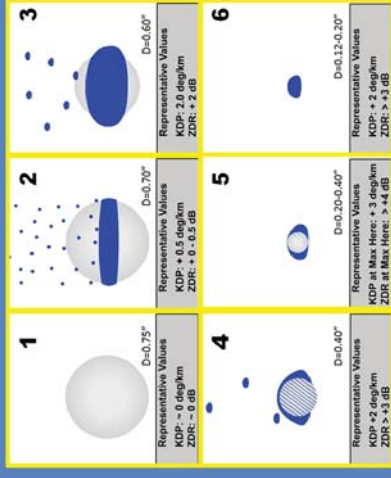 1
D=0.75"
Representative Values
KDP: ~ 0 deg/km
ZDR: ~ 0 dB
2
D=0.70"
Representative Values
KDP: + 0.5 deg/km
ZDR: + 0 - 0.5 dB
3
D=0.60"
Representative Values
KDP: 2.0 deg/km
ZDR: + 2 dB
4
D=0.40"
Representative Values
KDP +2 deg/km
ZDR > +3 dB
5
D=0.20-0.40"
Representative Values
KDP at Max Here: + 3 deg/km
ZDR at Max Here: > +4 dB
6
D=0.12-0.20"
Representative Values
KDP: + 2 deg/km
ZDR: > +3 dB